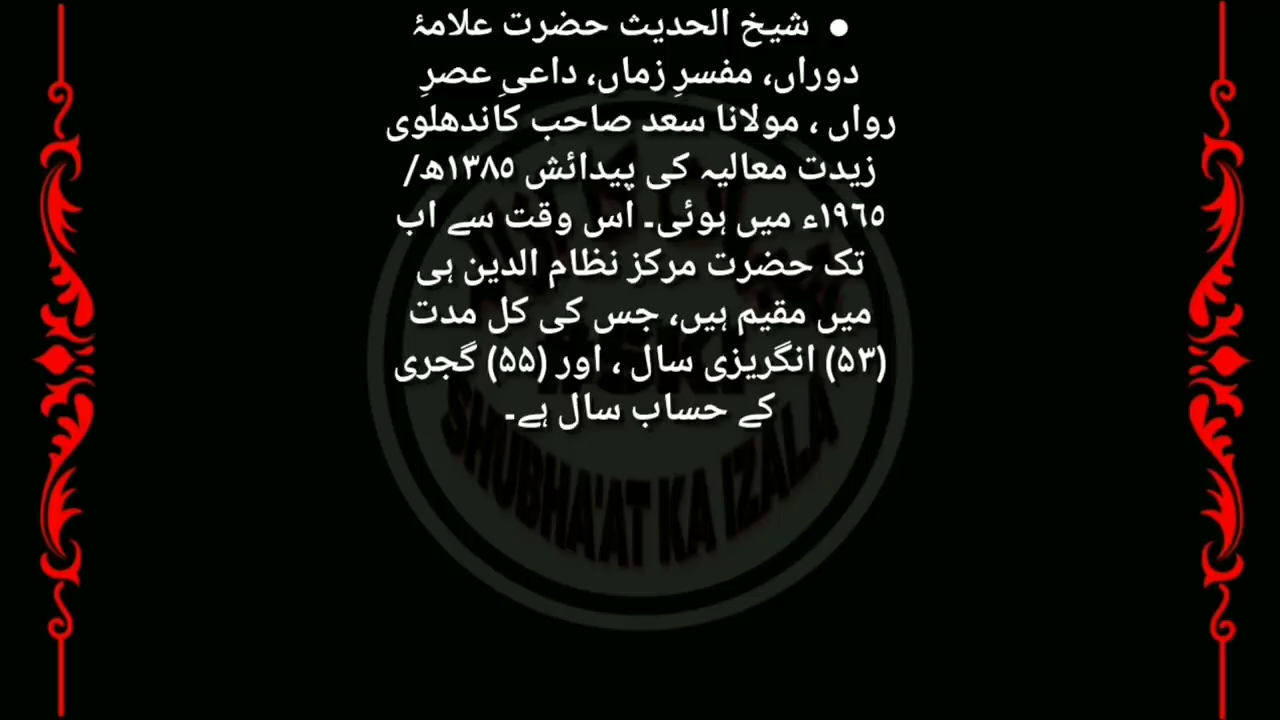 • شیخ الحدیث حضرت علامۂ
دوراں، مفسرِ زماں، داعیِ عصرِ
رواں ، مولانا سعد صاحب کاندھلوی
زیدت معالیہ کی پیدائش ١٣٨٥ھ/
١٩٦٥ء میں ہوئی۔ اس وقت سے اب
تک حضرت مرکز نظام الدین ہی
میں مقیم ہیں، جس کی کل مدت
(۵۳) انگریزی سال ، اور (۵۵) گجری
کے حساب سال ہے۔
SHUBHA'AT KA IZALA